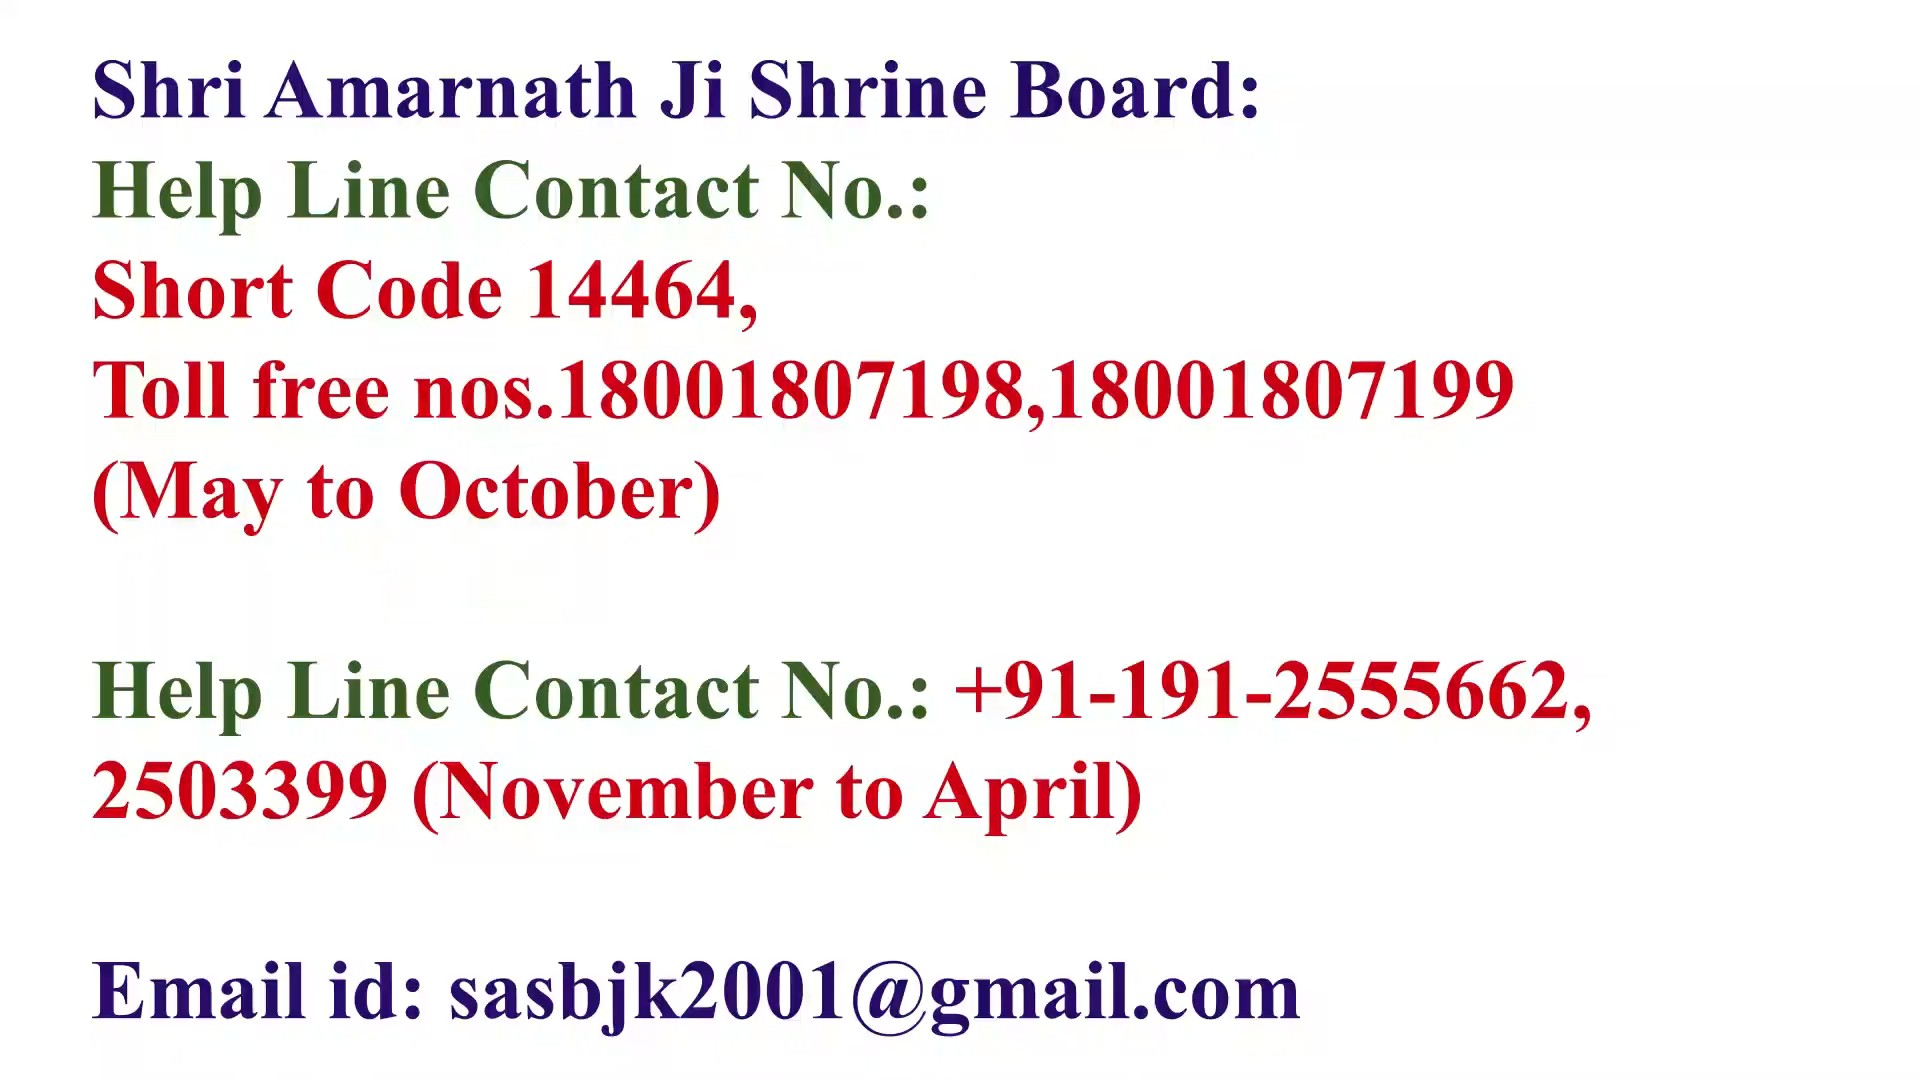 Shri Amarnath Ji Shrine Board:
Help Line Contact No.:
Short Code 14464,
Toll free nos.18001807198,18001807199
(May to October)
Help Line Contact No.: +91-191-2555662,
2503399 (November to April)
Email id: sasbjk2001@gmail.com